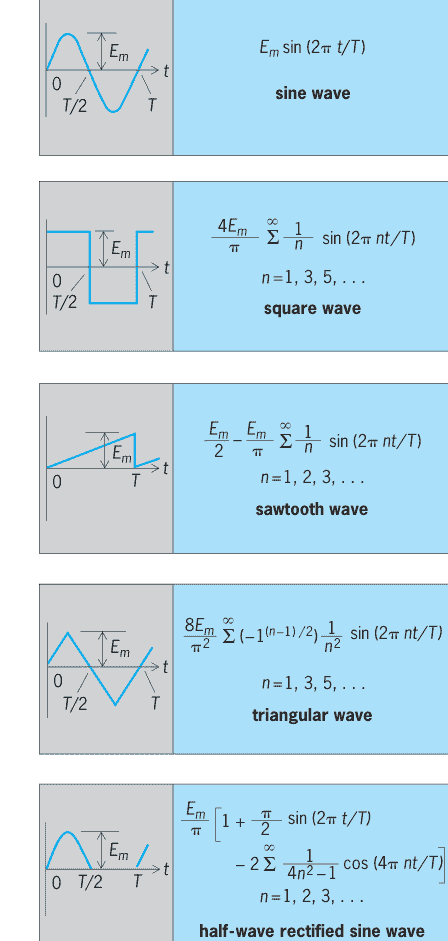 E_m sin (2π t/T)
E_m
t
0
T/2
T
sine wave
4E_m/π ∞Σ 1/n sin (2π nt/T)
E_m
t
0
T/2
T
n=1, 3, 5, . . .
square wave
E_m/2 – E_m/π ∞Σ 1/n sin (2π nt/T)
E_m
t
0
T
n=1, 2, 3, . . .
sawtooth wave
8E_m/π² ∞Σ (–1^(n–1)/2) 1/n² sin (2π nt/T)
E_m
t
0
T/2
T
n=1, 3, 5, . . .
triangular wave
E_m/π [1 + π/2 sin (2π t/T)
– 2 ∞Σ 1/4n²–1 cos (4π nt/T)]
E_m
t
0
T/2
T
n=1, 2, 3, . . .
half-wave rectified sine wave